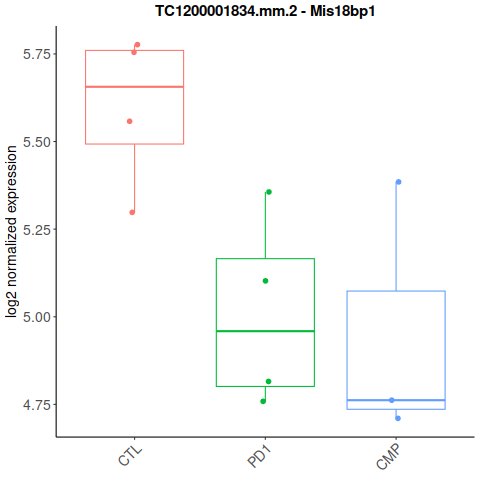 TC1200001834.mm.2 - Mis18bp1
log2 normalized expression
5.75
5.50
5.25
5.00
4.75
CTL
PD1
CMP